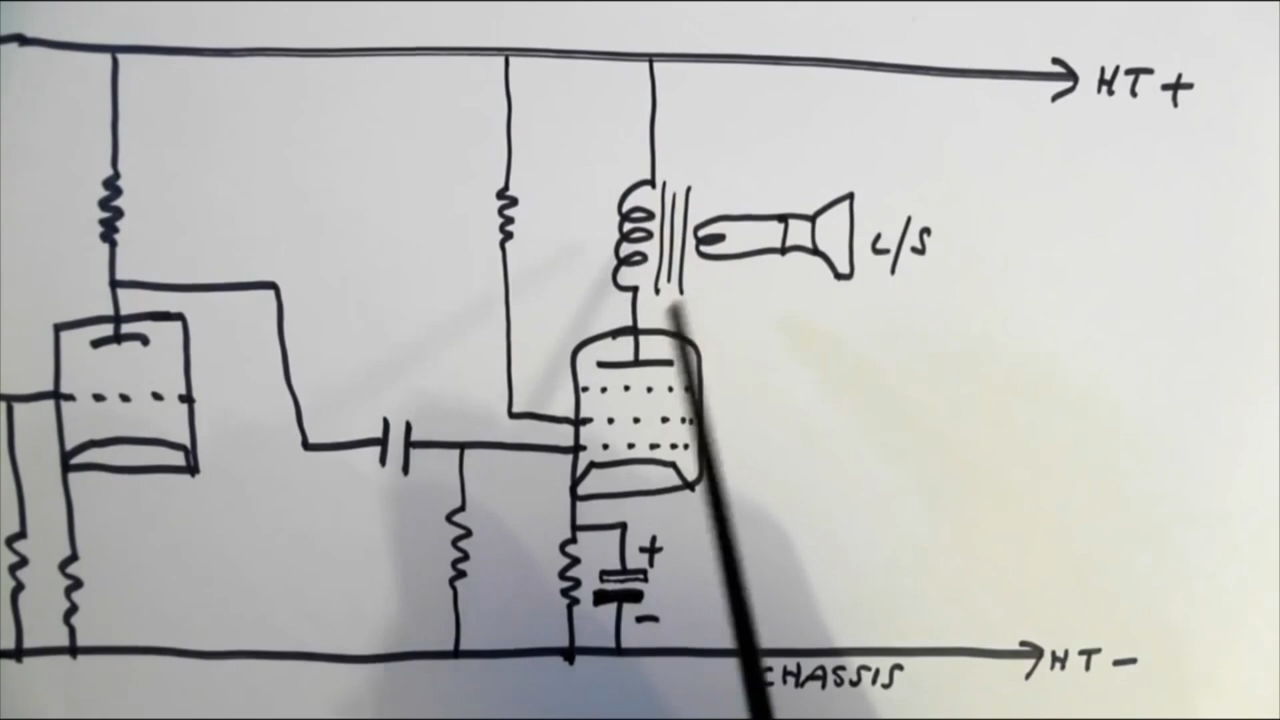 HT +
L/S
+
-
HT -
CHASSIS